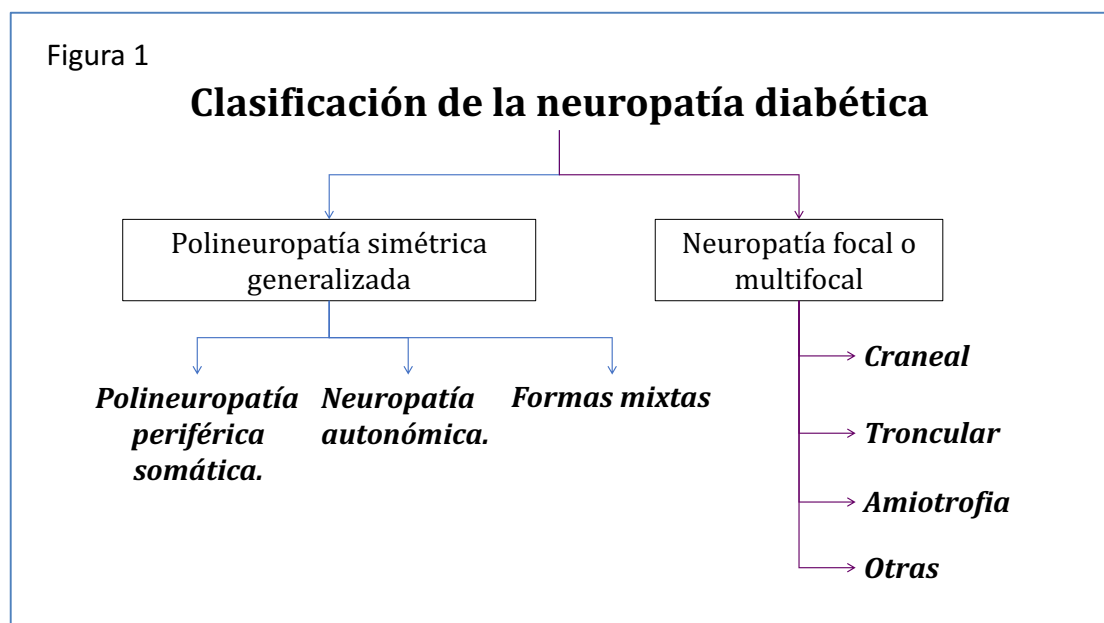 Figura 1
Clasificación de la neuropatía diabética
Polineuropatía simétrica
generalizada
Neuropatía focal o
multifocal
Polineuropatía
periférica
somática.
Neuropatía
autonómica.
Formas mixtas
Craneal
Troncular
Amiotrofia
Otras